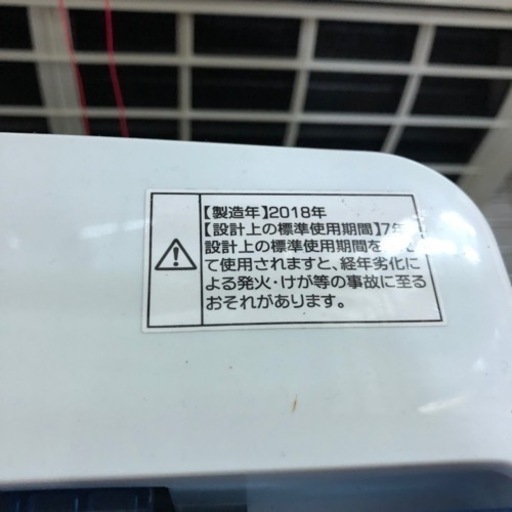 【製造年】2018年
【設計上の標準使用期間】7年
設計上の標準使用期間を
て使用されますと、経年劣化に
よる発火・けが等の事故に至る
おそれがあります。